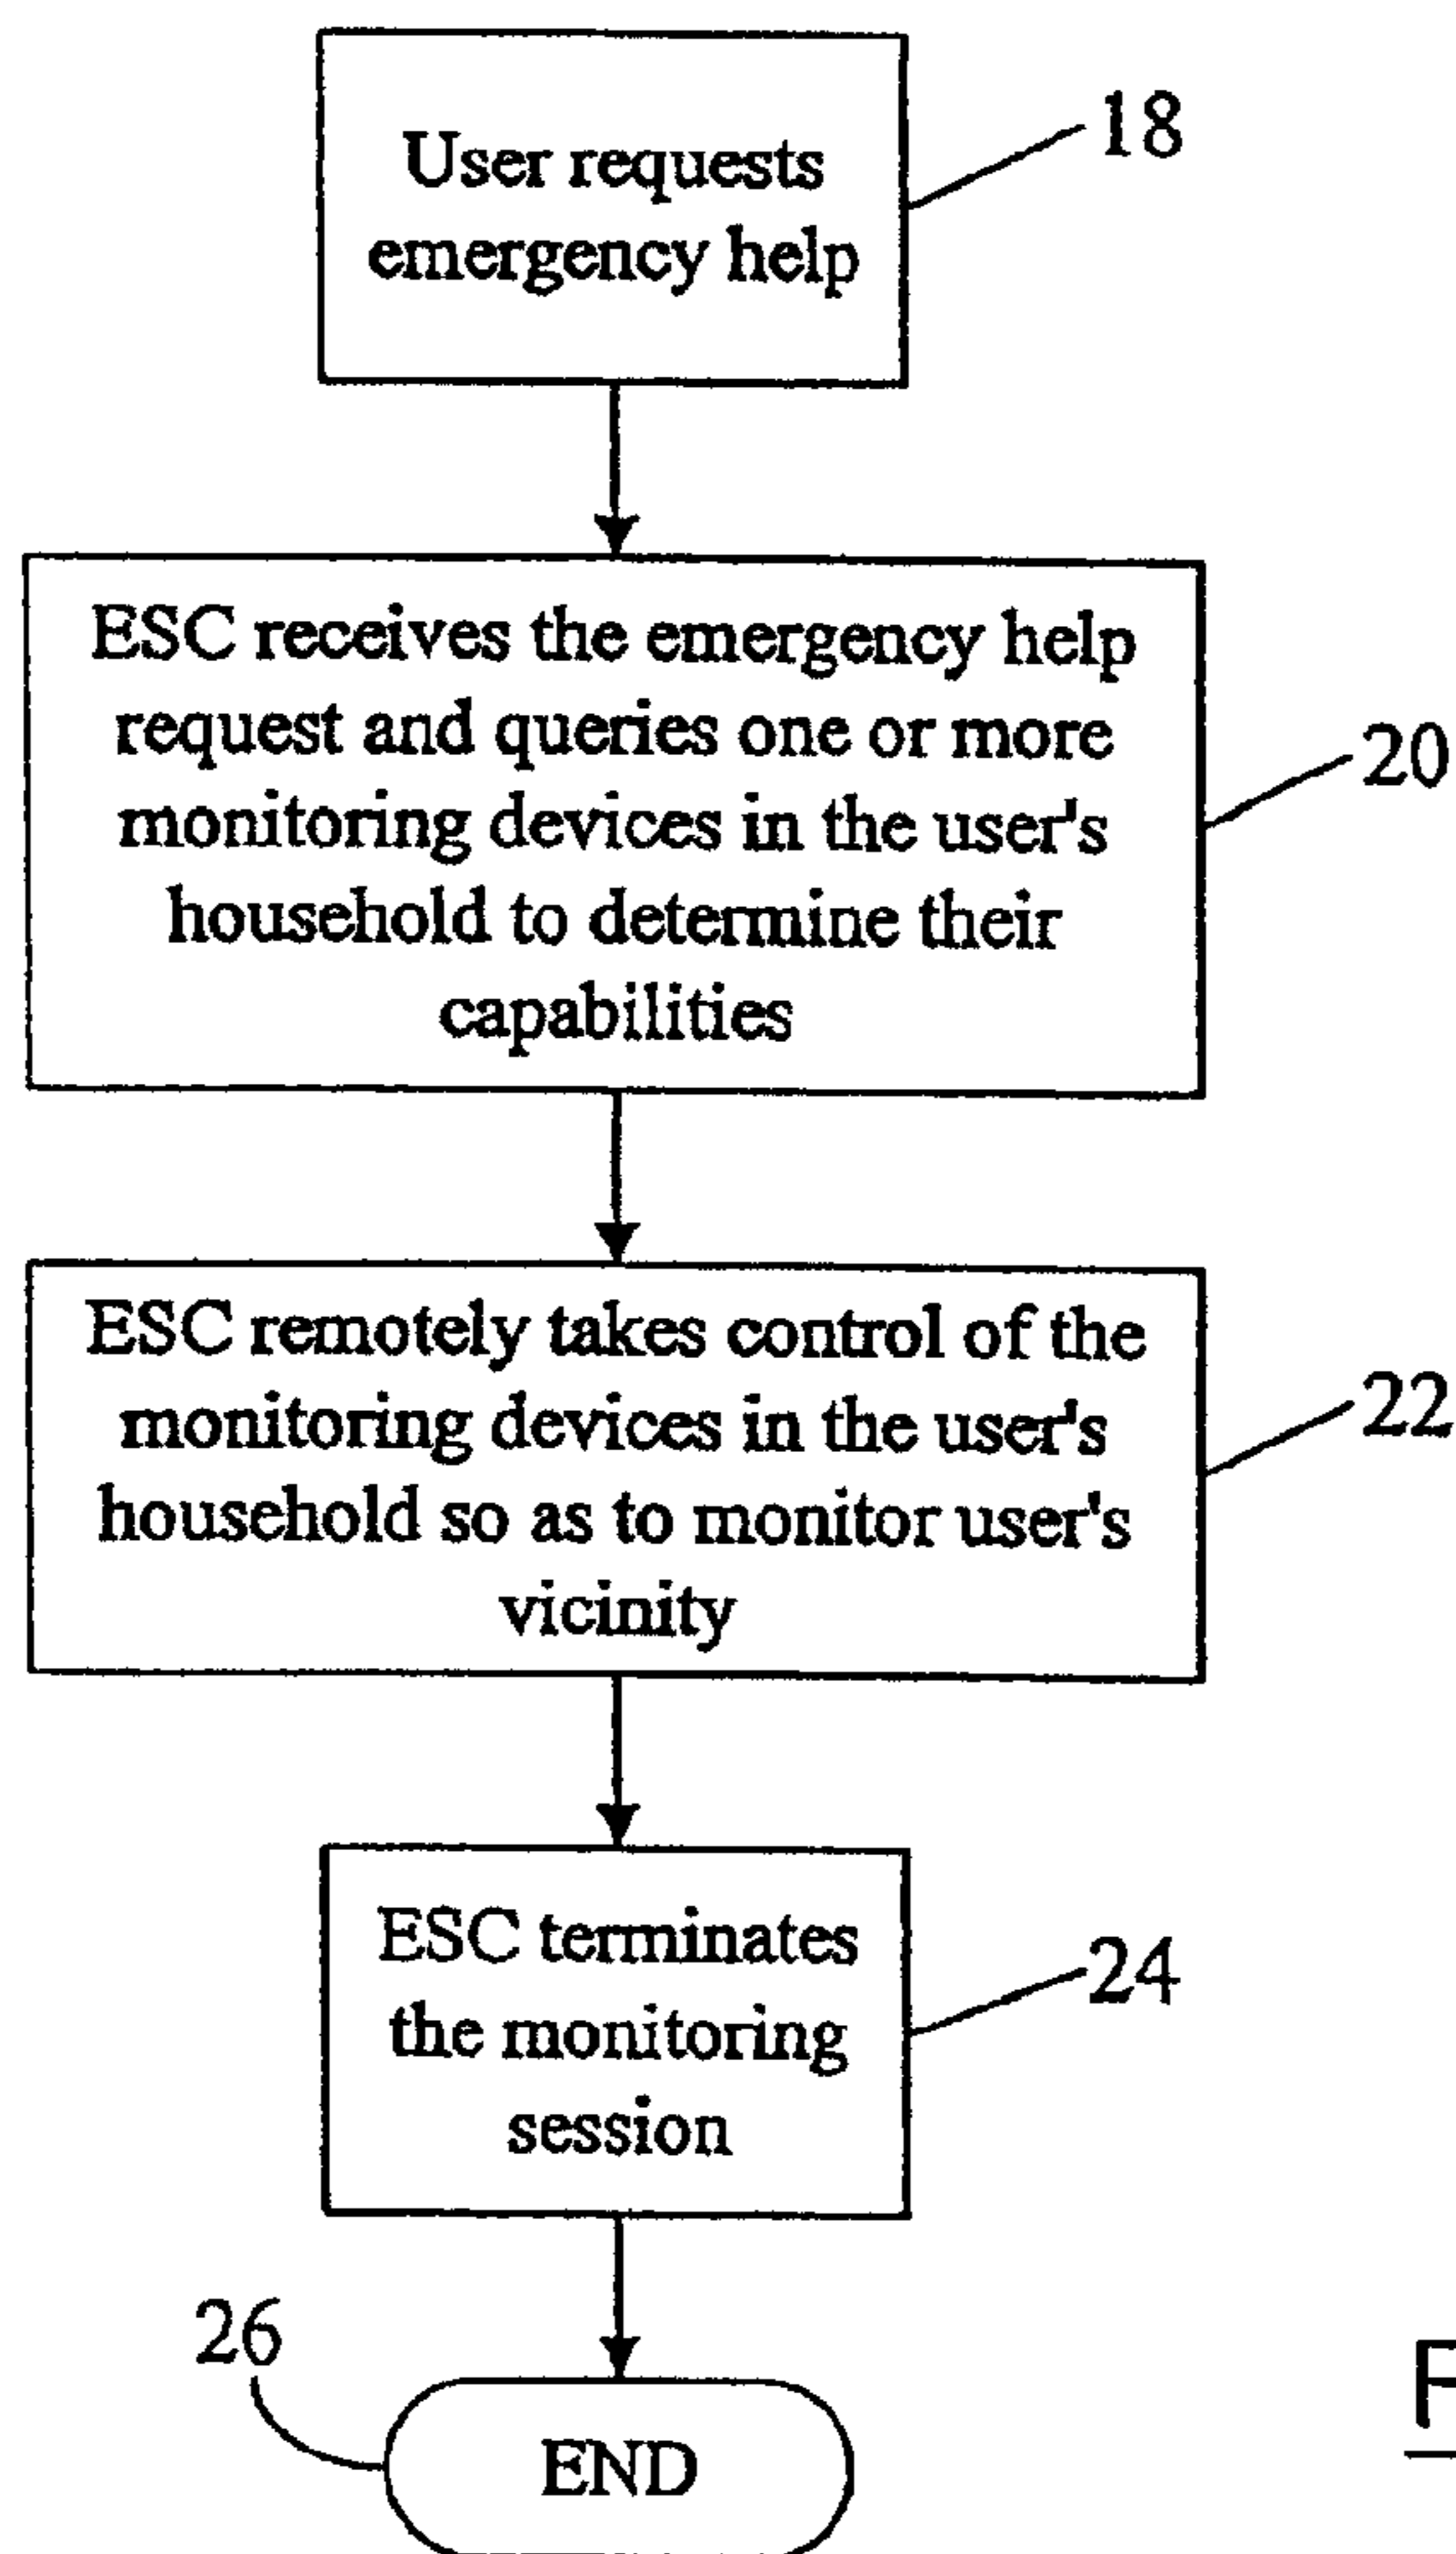 User requests
emergency help
18
ESC receives the emergency help
request and queries one or more
monitoring devices in the user's
household to determine their
capabilities
20
ESC remotely takes control of the
monitoring devices in the user's
household so as to monitor user's
vicinity
22
ESC terminates
the monitoring
session
24
26
END
F